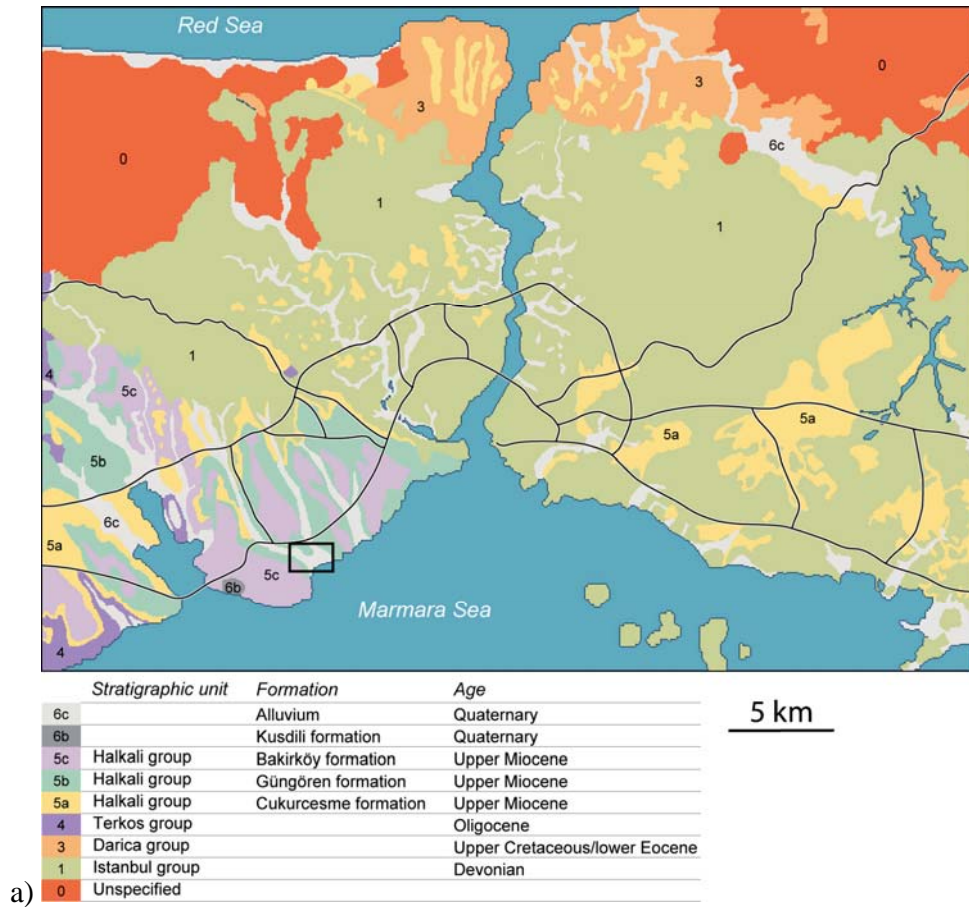 Red Sea
0
3
3
0
6c
1
1
1
4
5c
5b
5a
5a
6c
5a
5c
6b
4
Marmara Sea
Stratigraphic unit Formation Age
6c Alluvium Quaternary
6b Kusdili formation Quaternary
5c Halkali group Bakirköy formation Upper Miocene
5b Halkali group Güngören formation Upper Miocene
5a Halkali group Cukurcesme formation Upper Miocene
4 Terkos group Oligocene
3 Darica group Upper Cretaceous/lower Eocene
1 Istanbul group Devonian
0 Unspecified
5 km
a)